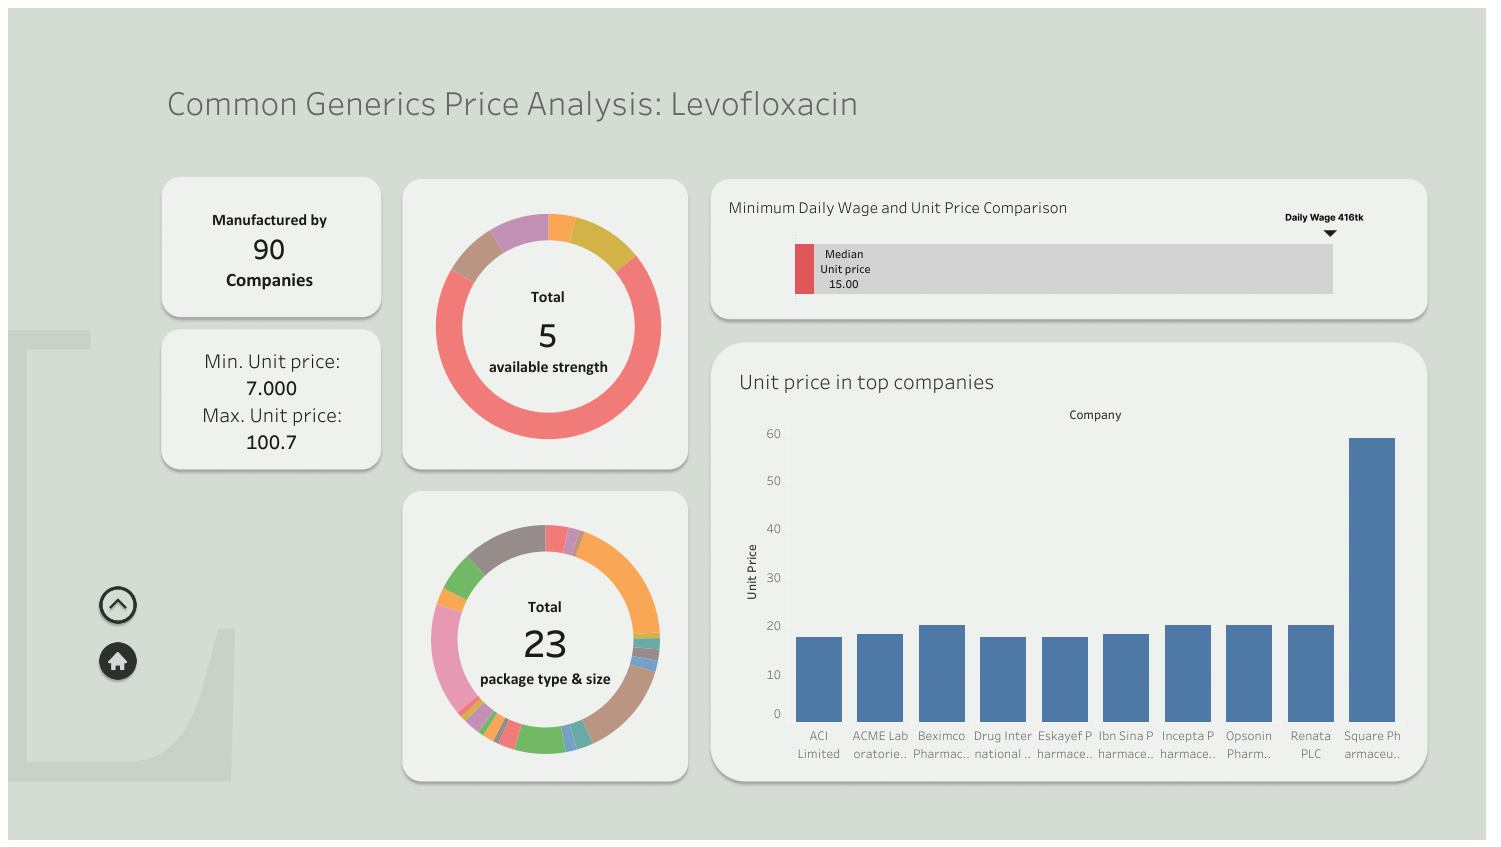 Common Generics Price Analysis: Levofloxacin
Manufactured by
90
Companies
Min. Unit price:
7.000
Max. Unit price:
100.7
Total
5
available strength
Total
23
package type & size
Minimum Daily Wage and Unit Price Comparison
Daily Wage 416tk
Median
Unit price
15.00
Unit price in top companies
Company
Unit Price
60
50
40
30
20
10
0
ACI
Limited
ACME Lab
oratorie..
Beximco
Pharmac..
Drug Inter
national ..
Eskayef P
harmace..
Ibn Sina P
harmace..
Incepta P
harmace..
Opsonin
Pharm..
Renata
PLC
Square Ph
armaceu..
L